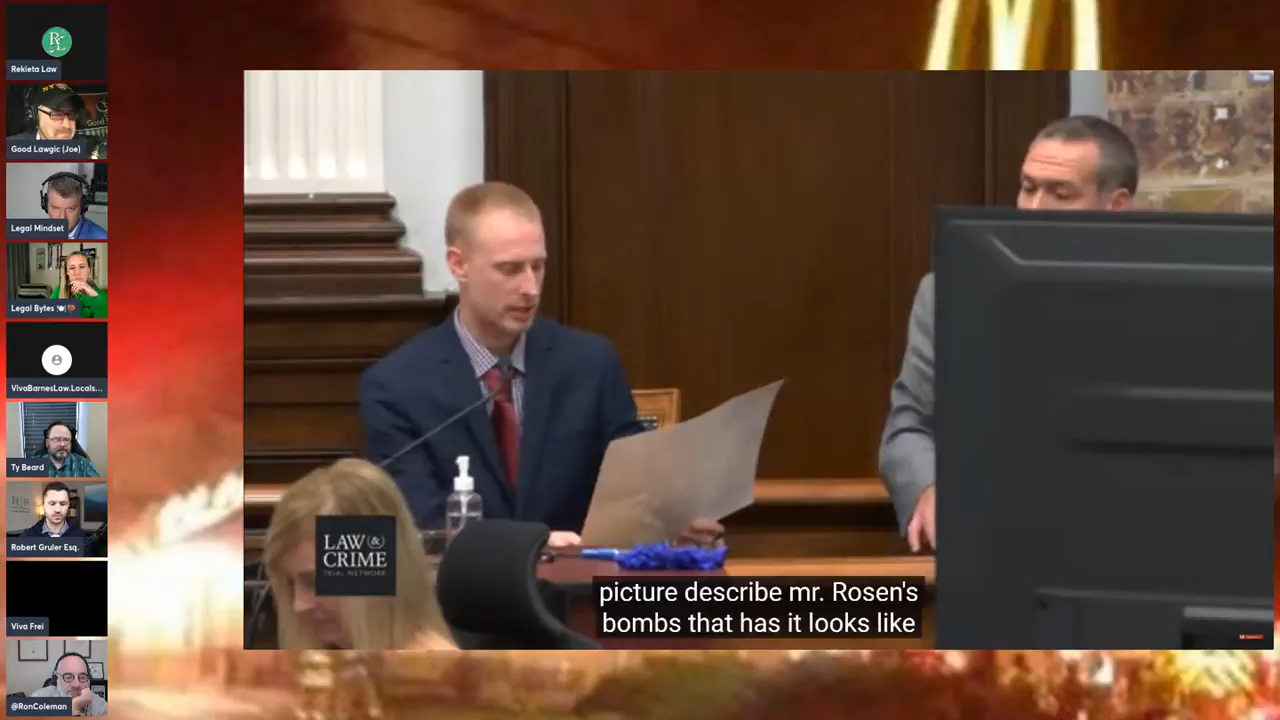 Rekieta Law
Good Lawgic (Joe)
Legal Mindset
Legal Bytes
VivaBarnesLaw.Locals...
Ty Beard
Robert Gruler Esq.
Viva Frei
@RonColeman
LAW &
CRIME
TRIAL NETWORK
picture describe mr. Rosen's
bombs that has it looks like